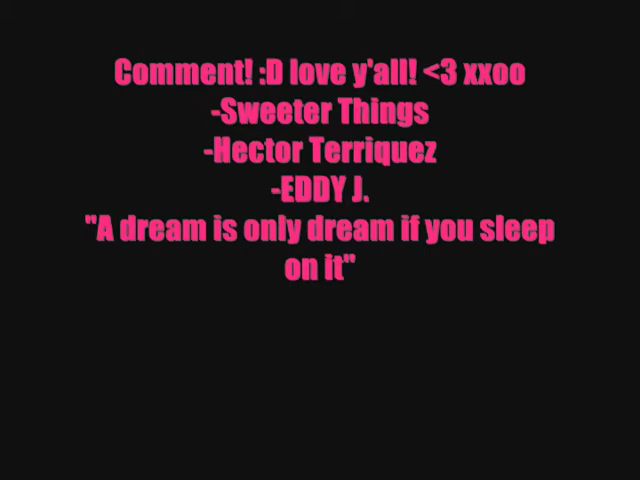 Comment! :D love y'all! <3 xxoo
-Sweeter Things
-Hector Terriquez
-EDDY J.
"A dream is only dream if you sleep
on it"